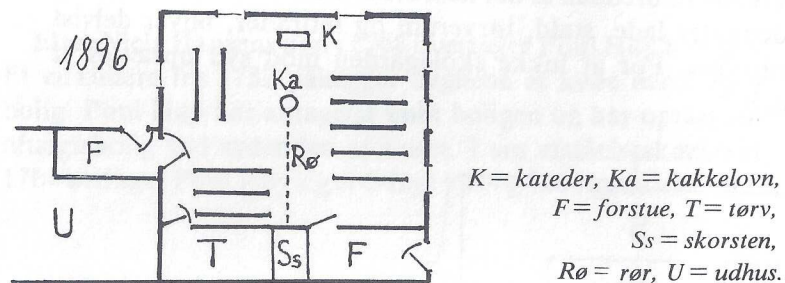 1896
K
Ka
Rø
F
U
T
Ss
F
K = kateder, Ka = kakkelovn,
F = forstue, T = tørv,
Ss = skorsten,
Rø = rør, U = udhus.